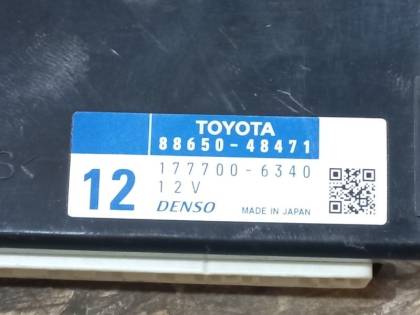 TOYOTA
88650-48471
12
177700-6340
12V
DENSO MADE IN JAPAN